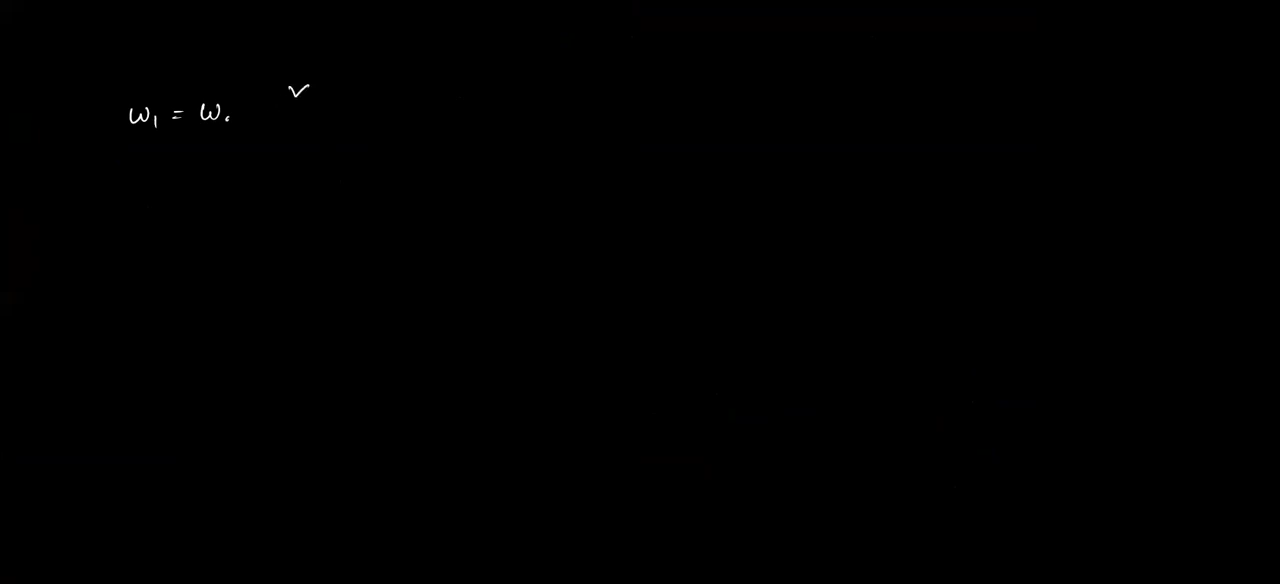 ω₁ = ω. ✓